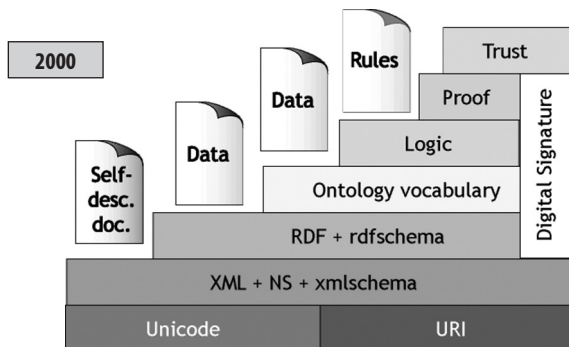 2000
Rules
Trust
Data
Proof
Data
Logic
Self-
desc.
doc.
Ontology vocabulary
Digital Signature
RDF + rdfschema
XML + NS + xmlschema
Unicode
URI